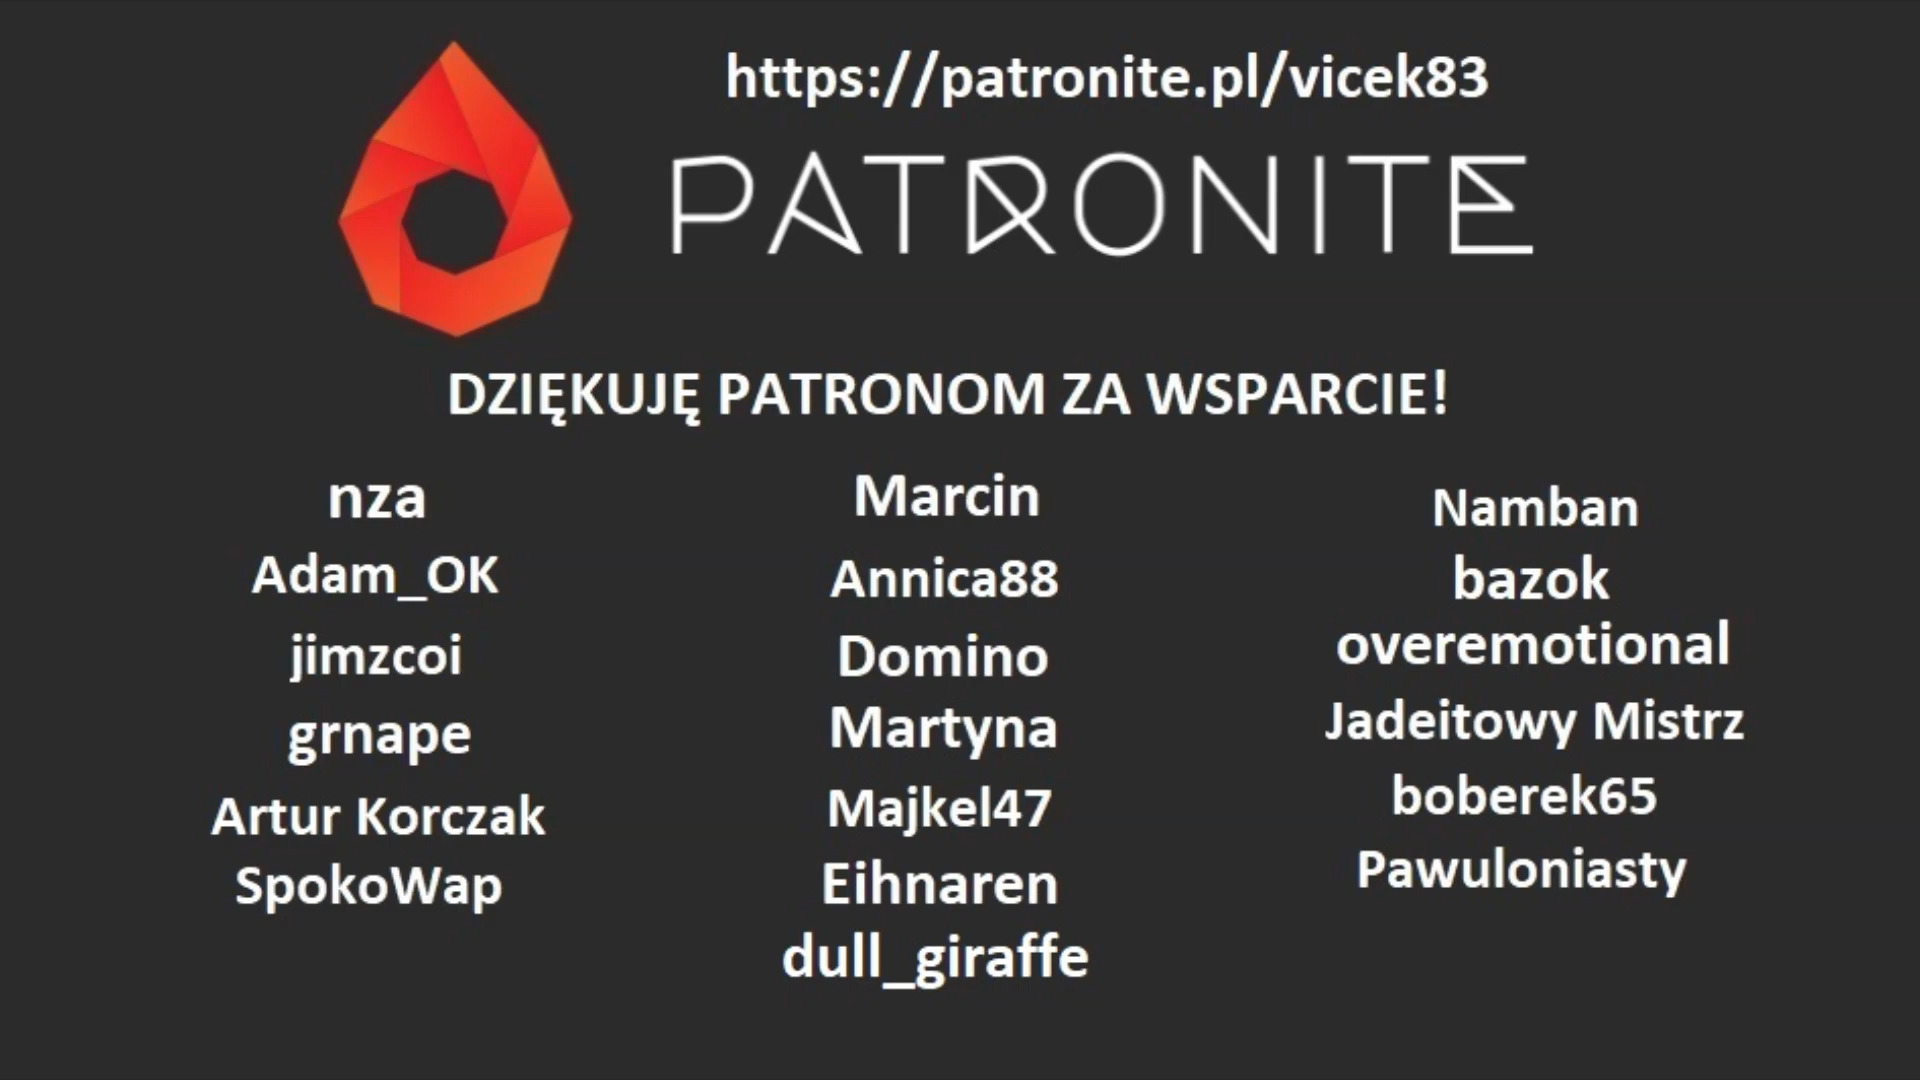 https://patronite.pl/vicek83
PATRONITE
DZIĘKUJĘ PATRONOM ZA WSPARCIE!
nza
Adam_OK
jimzcoi
grnape
Artur Korczak
SpokoWap
Marcin
Annica88
Domino
Martyna
Majkel47
Eihnaren
dull_giraffe
Namban
bazok
overemotional
Jadeitowy Mistrz
boberek65
Pawuloniasty